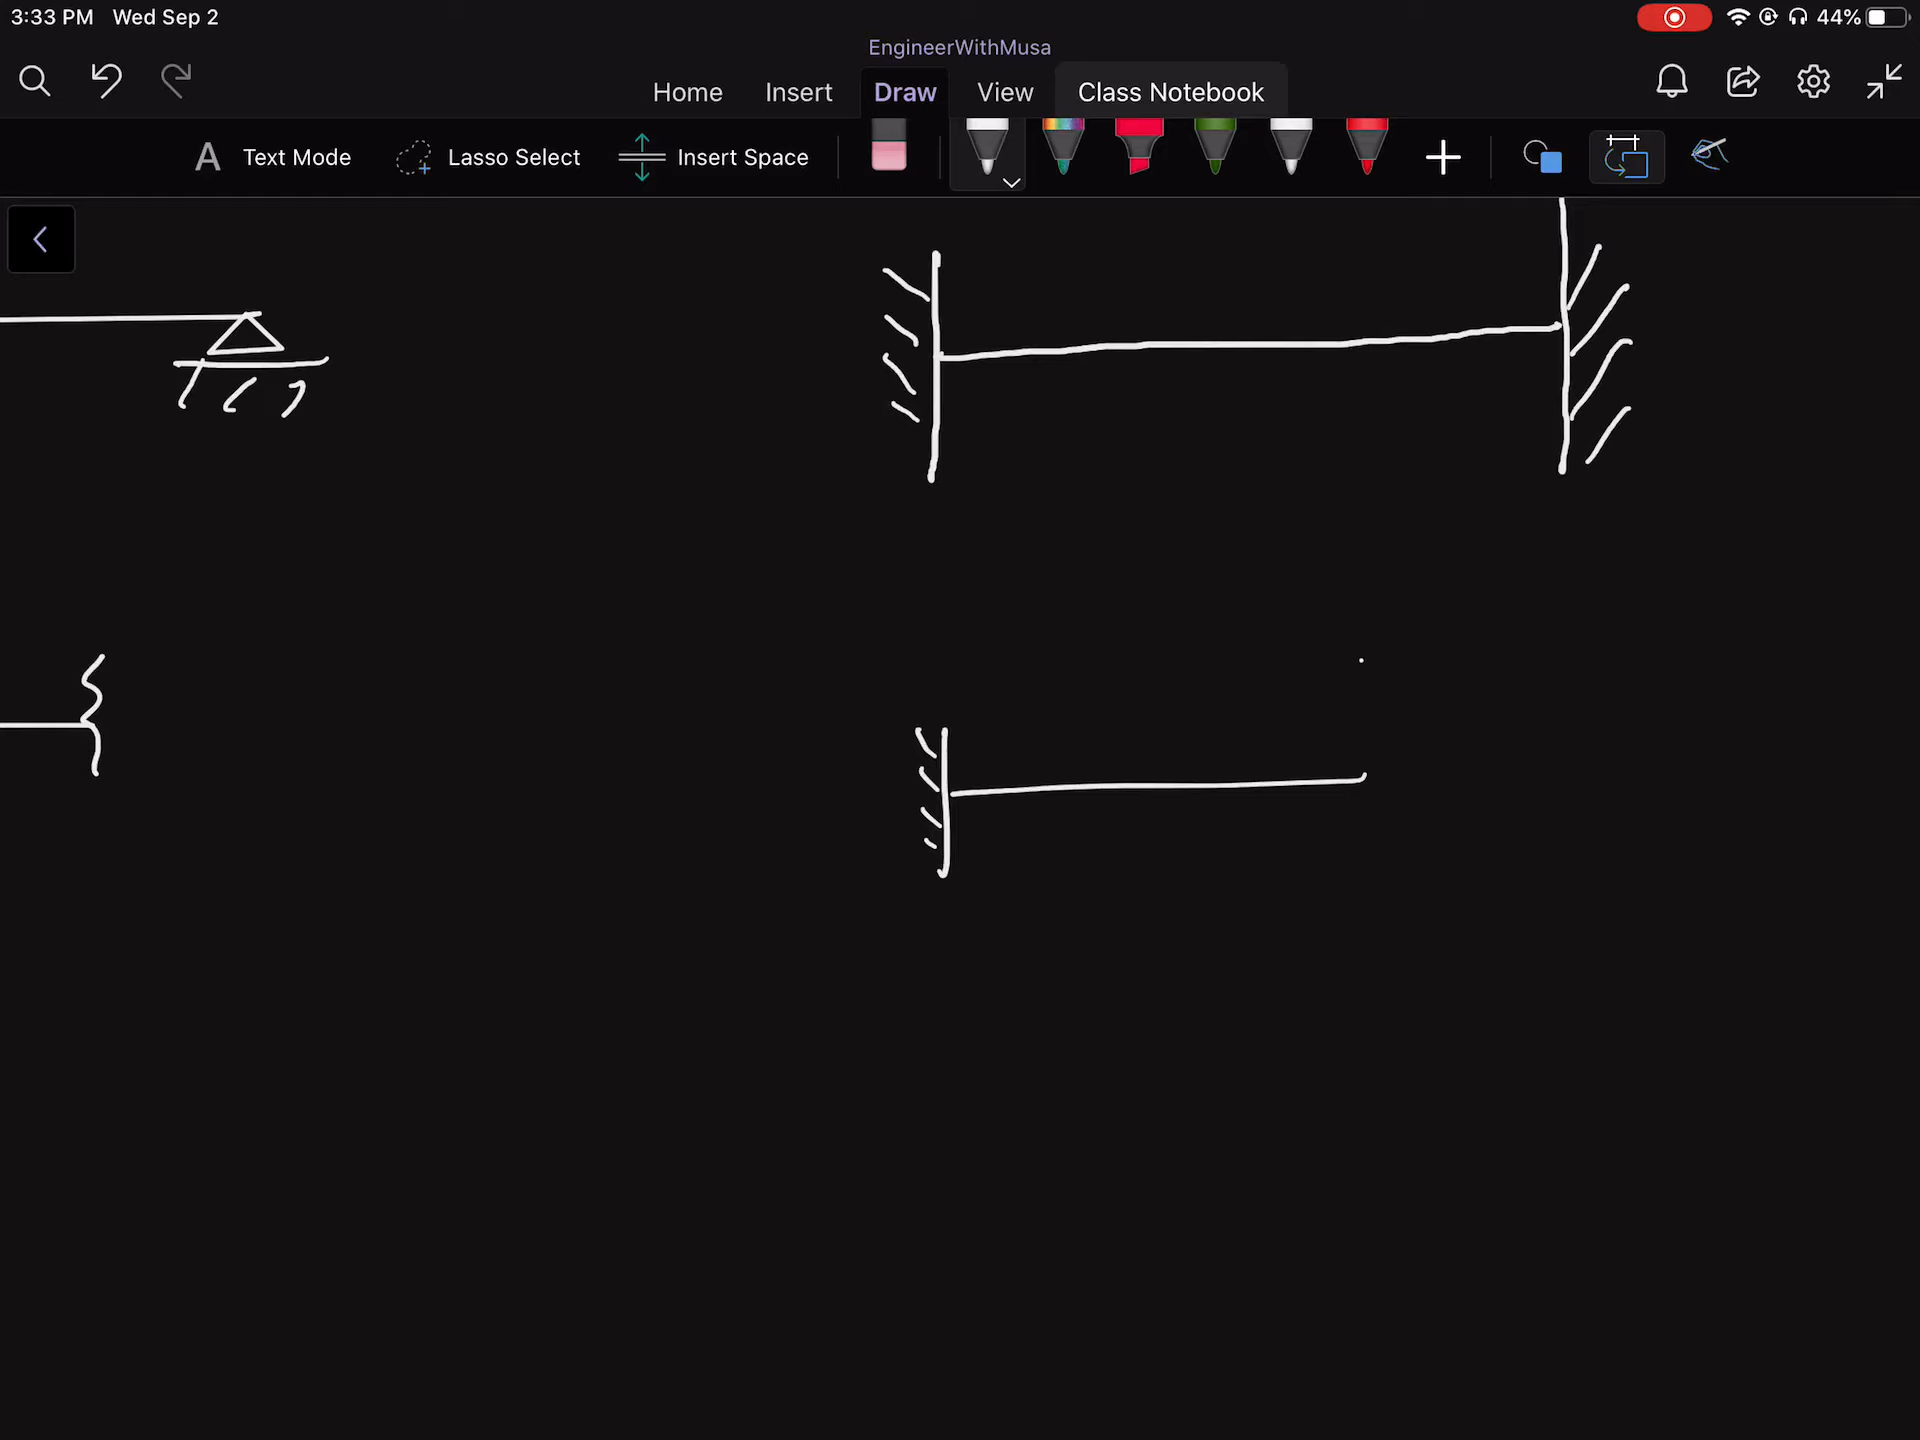 3:33 PM Wed Sep 2
44%
EngineerWithMusa
Home Insert Draw View Class Notebook
A Text Mode Lasso Select Insert Space